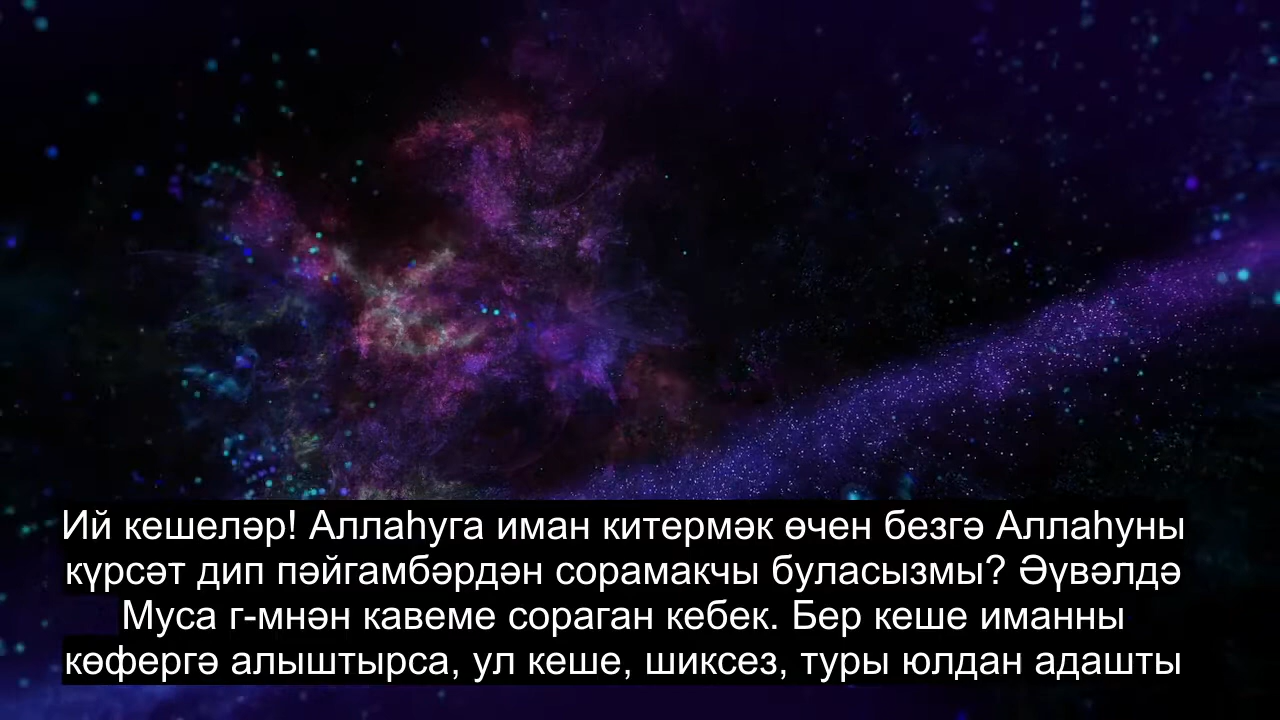 Ий кешеләр! Аллаһуга иман китермәк өчен безгә Аллаһуны
күрсәт дип пәйгамбәрдән сорамакчы буласызмы? Әүвәлдә
Муса г-мнән кавеме сораган кебек. Бер кеше иманны
көфергә алыштырса, ул кеше, шиксез, туры юлдан адашты